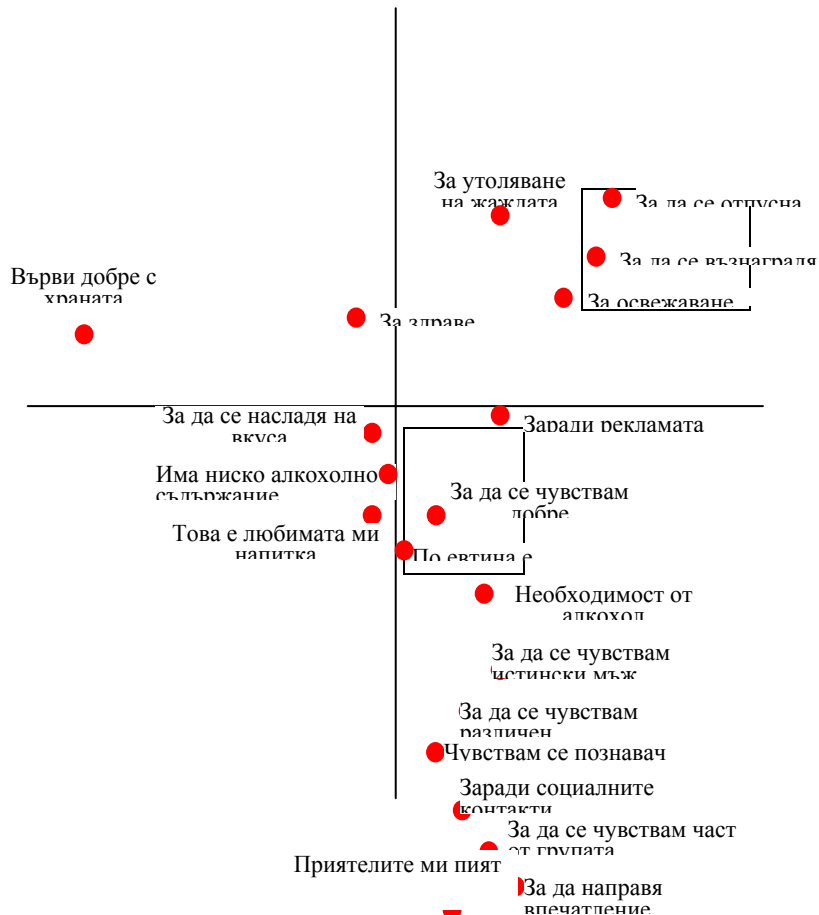 За утоляване
на жаждата
За да се отпусна
За да се възнаградя
Върви добре с
храната
За освежаване
За здраве
За да се насладя на
вкуса
Заради рекламата
Има ниско алкохолно
съдържание
За да се чувствам
добре
Това е любимата ми
напитка
По евтина е
Необходимост от
алкохол
За да се чувствам
истински мъж
За да се чувствам
различен
Чувствам се познавач
Заради социалните
контакти
За да се чувствам част
от групата
Приятелите ми пият
За да направя
впечатление